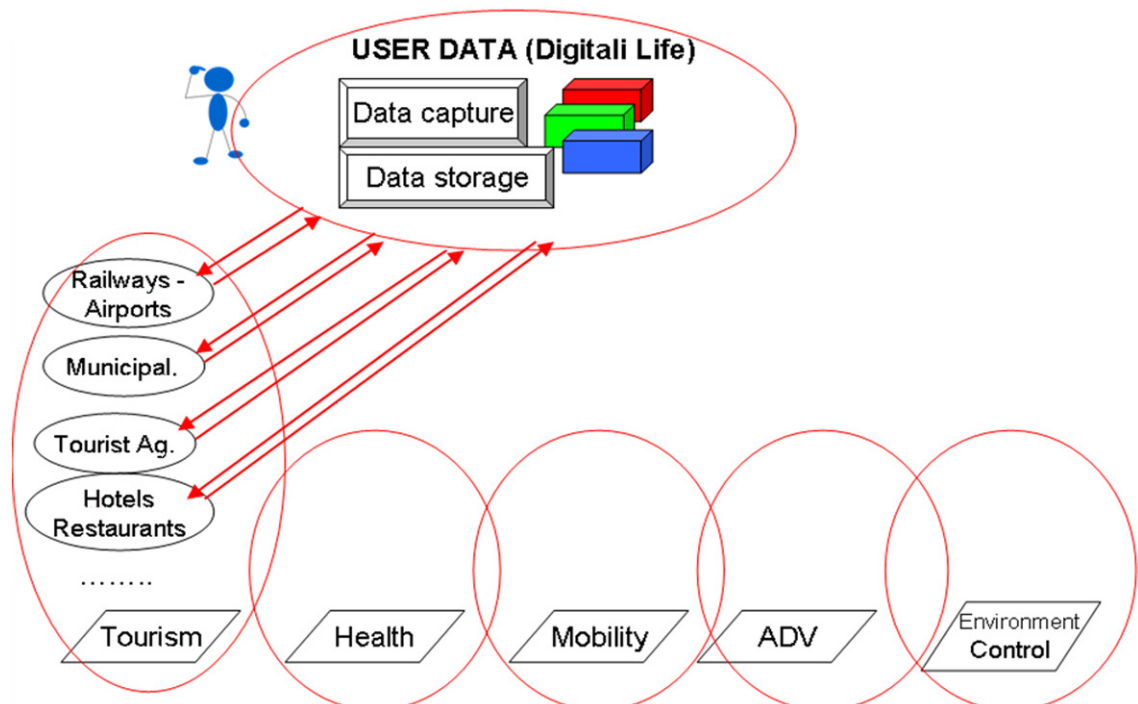 USER DATA (Digitali Life)
Data capture
Data storage
Railways -
Airports
Municipal.
Tourist Ag.
Hotels
Restaurants
........
Tourism
Health
Mobility
ADV
Environment
Control